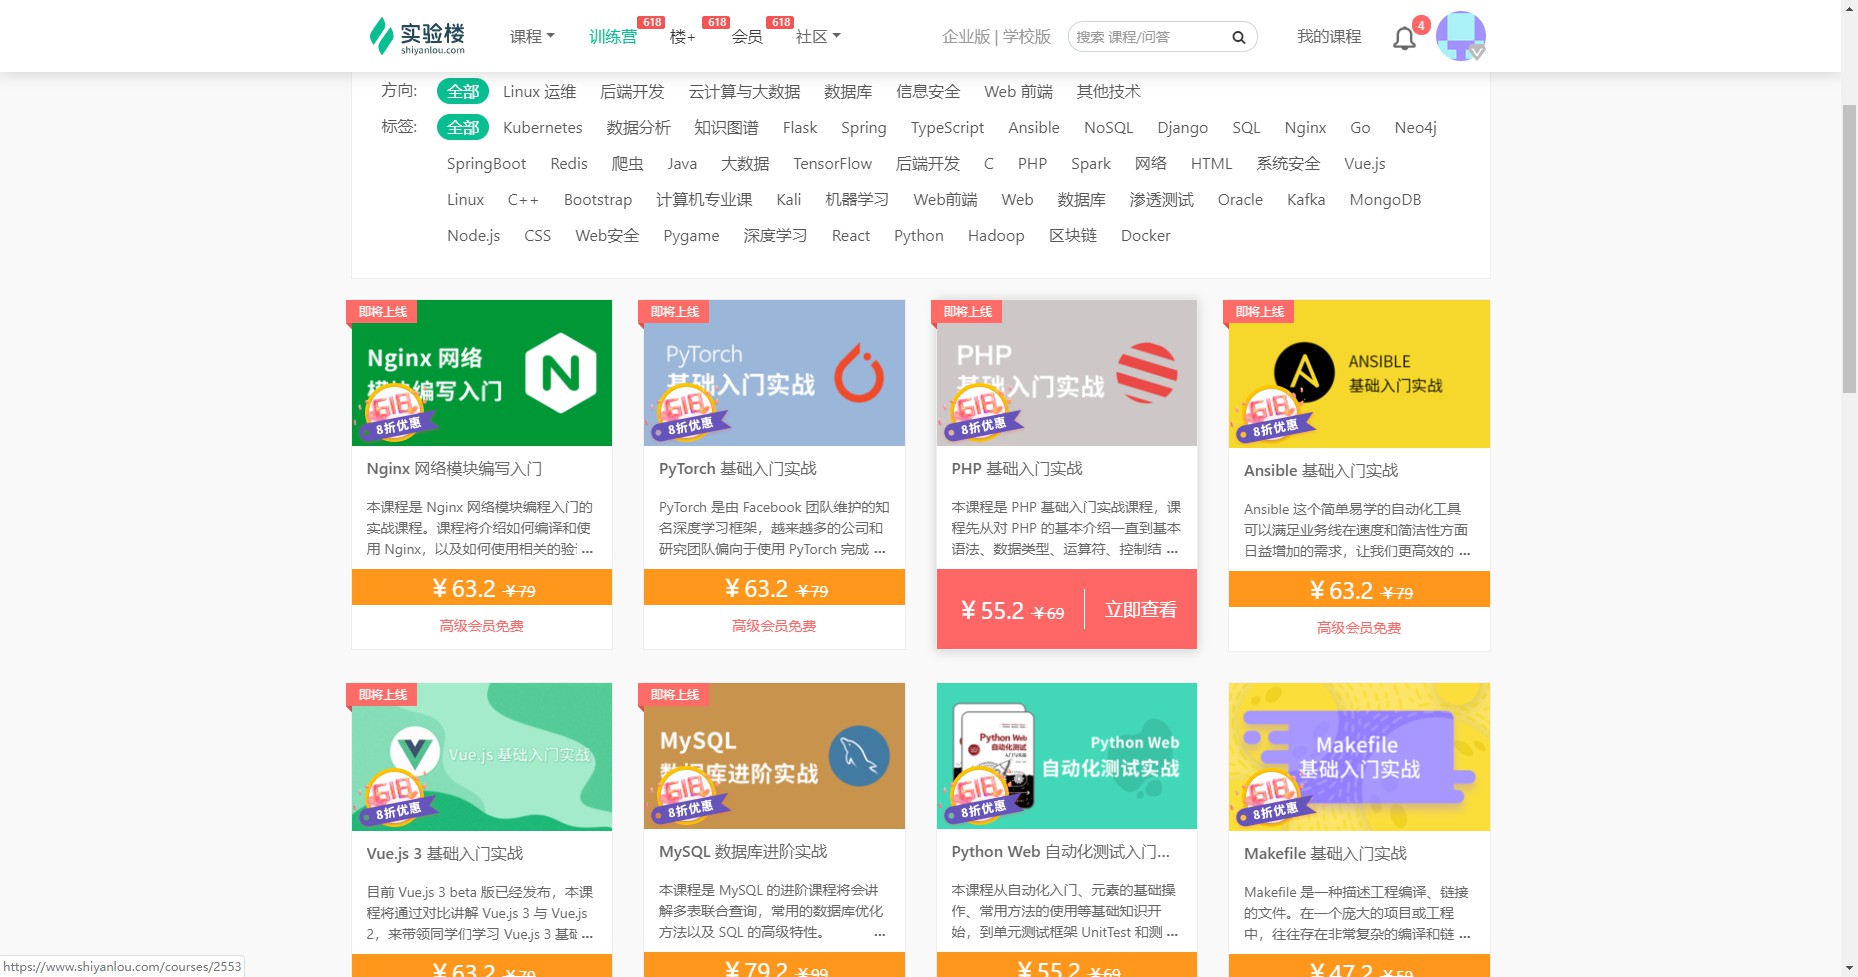 实验楼
shiyanlou.com
课程
训练营
618
楼+
618
会员
618
社区
企业版 | 学校版
搜索 课程/问答
我的课程
4
方向:
全部 Linux 运维 后端开发 云计算与大数据 数据库 信息安全 Web 前端 其他技术
标签:
全部 Kubernetes 数据分析 知识图谱 Flask Spring TypeScript Ansible NoSQL Django SQL Nginx Go Neo4j
SpringBoot Redis 爬虫 Java 大数据 TensorFlow 后端开发 C PHP Spark 网络 HTML 系统安全 Vue.js
Linux C++ Bootstrap 计算机专业课 Kali 机器学习 Web前端 Web 数据库 渗透测试 Oracle Kafka MongoDB
Node.js CSS Web安全 Pygame 深度学习 React Python Hadoop 区块链 Docker
即将上线
Nginx 网络
模块编写入门
618
8折优惠
Nginx 网络模块编写入门
本课程是 Nginx 网络模块编程入门的
实战课程。课程将介绍如何编译和使
用 Nginx，以及如何使用相关的验...
￥63.2 ￥79
高级会员免费
即将上线
PyTorch
基础入门实战
618
8折优惠
PyTorch 基础入门实战
PyTorch 是由 Facebook 团队维护的知
名深度学习框架，越来越多的公司和
研究团队偏向于使用 PyTorch 完成 ...
￥63.2 ￥79
高级会员免费
即将上线
PHP
基础入门实战
618
8折优惠
PHP 基础入门实战
本课程是 PHP 基础入门实战课程，课
程先从对 PHP 的基本介绍一直到基本
语法、数据类型、运算符、控制结 ...
￥55.2 ￥69
立即查看
即将上线
ANSIBLE
基础入门实战
618
8折优惠
Ansible 基础入门实战
Ansible 这个简单易学的自动化工具
可以满足业务线在速度和简洁性方面
日益增加的需求，让我们更高效的 ...
￥63.2 ￥79
高级会员免费
即将上线
Vue.js 基础入门实战
618
8折优惠
Vue.js 3 基础入门实战
目前 Vue.js 3 beta 版已经发布，本课
程将通过对比讲解 Vue.js 3 与 Vue.js
2，来带领同学们学习 Vue.js 3 基础...
￥63.2 ￥79
即将上线
MySQL
数据库进阶实战
618
8折优惠
MySQL 数据库进阶实战
本课程是 MySQL 的进阶课程将会讲
解多表联合查询，常用的数据库优化
方法以及 SQL 的高级特性。 ...
￥79.2 ￥99
Python Web
自动化测试
Python Web
自动化测试实战
618
8折优惠
Python Web 自动化测试入门...
本课程从自动化入门、元素的基础操
作、常用方法的使用等基础知识开
始，到单元测试框架 UnitTest 和测 ...
￥55.2 ￥69
Makefile
基础入门实战
618
8折优惠
Makefile 基础入门实战
Makefile 是一种描述工程编译、链接
的文件。在一个庞大的项目或工程
中，往往存在非常复杂的编译和链 ...
￥47.2 ￥59
https://www.shiyanlou.com/courses/2553